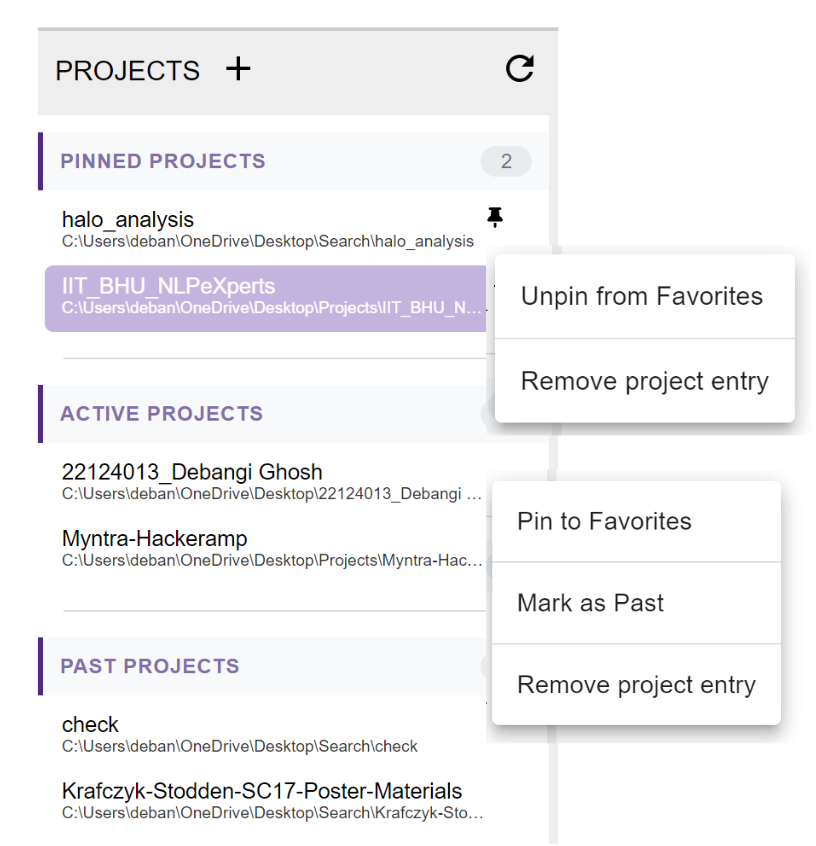 PROJECTS +
PINNED PROJECTS 2
halo_analysis
C:\Users\deban\OneDrive\Desktop\Search\halo_analysis
IIT_BHU_NLPeXperts
C:\Users\deban\OneDrive\Desktop\Projects\IIT_BHU_N...
Unpin from Favorites
Remove project entry
ACTIVE PROJECTS
22124013_Debangi Ghosh
C:\Users\deban\OneDrive\Desktop\22124013_Debangi ...
Myntra-Hackeramp
C:\Users\deban\OneDrive\Desktop\Projects\Myntra-Hac...
Pin to Favorites
Mark as Past
Remove project entry
PAST PROJECTS
check
C:\Users\deban\OneDrive\Desktop\Search\check
Krafczyk-Stodden-SC17-Poster-Materials
C:\Users\deban\OneDrive\Desktop\Search\Krafczyk-Sto...